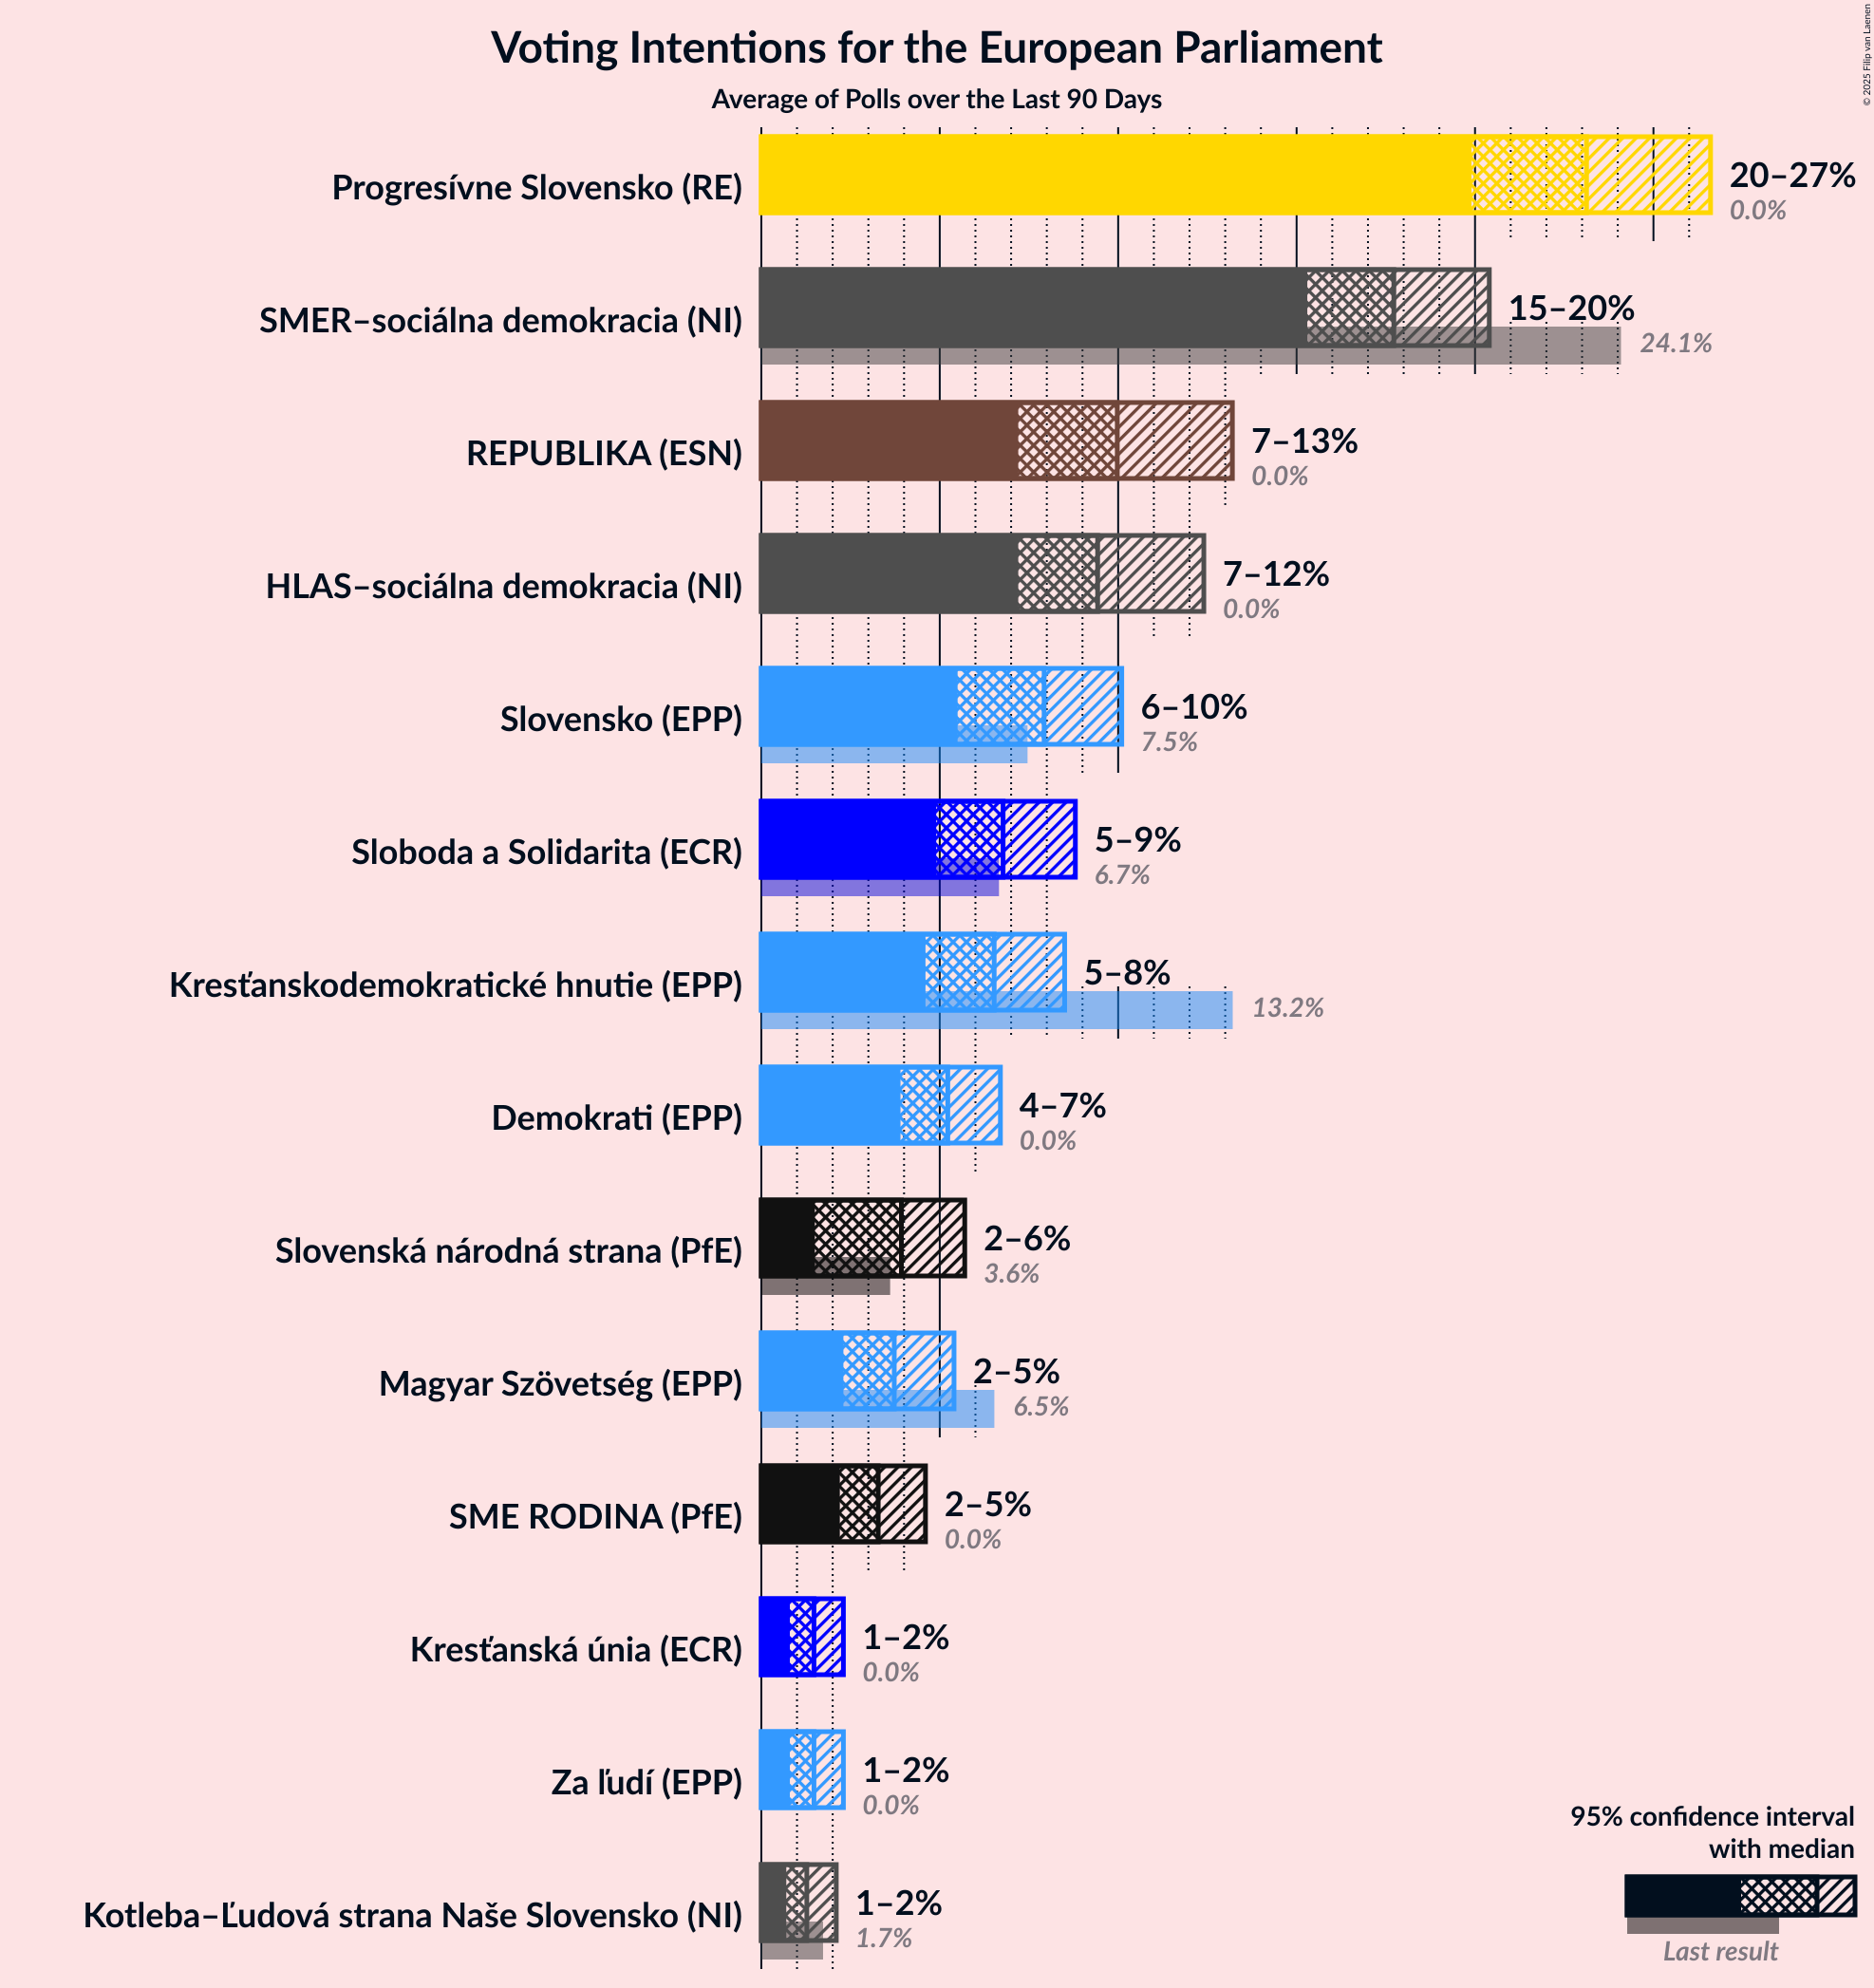 Voting Intentions for the European Parliament
Average of Polls over the Last 90 Days
© 2025 Filip van Laenen
Progresívne Slovensko (RE)
20–27%
0.0%
SMER–sociálna demokracia (NI)
15–20%
24.1%
REPUBLIKA (ESN)
7–13%
0.0%
HLAS–sociálna demokracia (NI)
7–12%
0.0%
Slovensko (EPP)
6–10%
7.5%
Sloboda a Solidarita (ECR)
5–9%
6.7%
Kresťanskodemokratické hnutie (EPP)
5–8%
13.2%
Demokrati (EPP)
4–7%
0.0%
Slovenská národná strana (PfE)
2–6%
3.6%
Magyar Szövetség (EPP)
2–5%
6.5%
SME RODINA (PfE)
2–5%
0.0%
Kresťanská únia (ECR)
1–2%
0.0%
Za ľudí (EPP)
1–2%
0.0%
Kotleba–Ľudová strana Naše Slovensko (NI)
1–2%
1.7%
95% confidence interval
with median
Last result